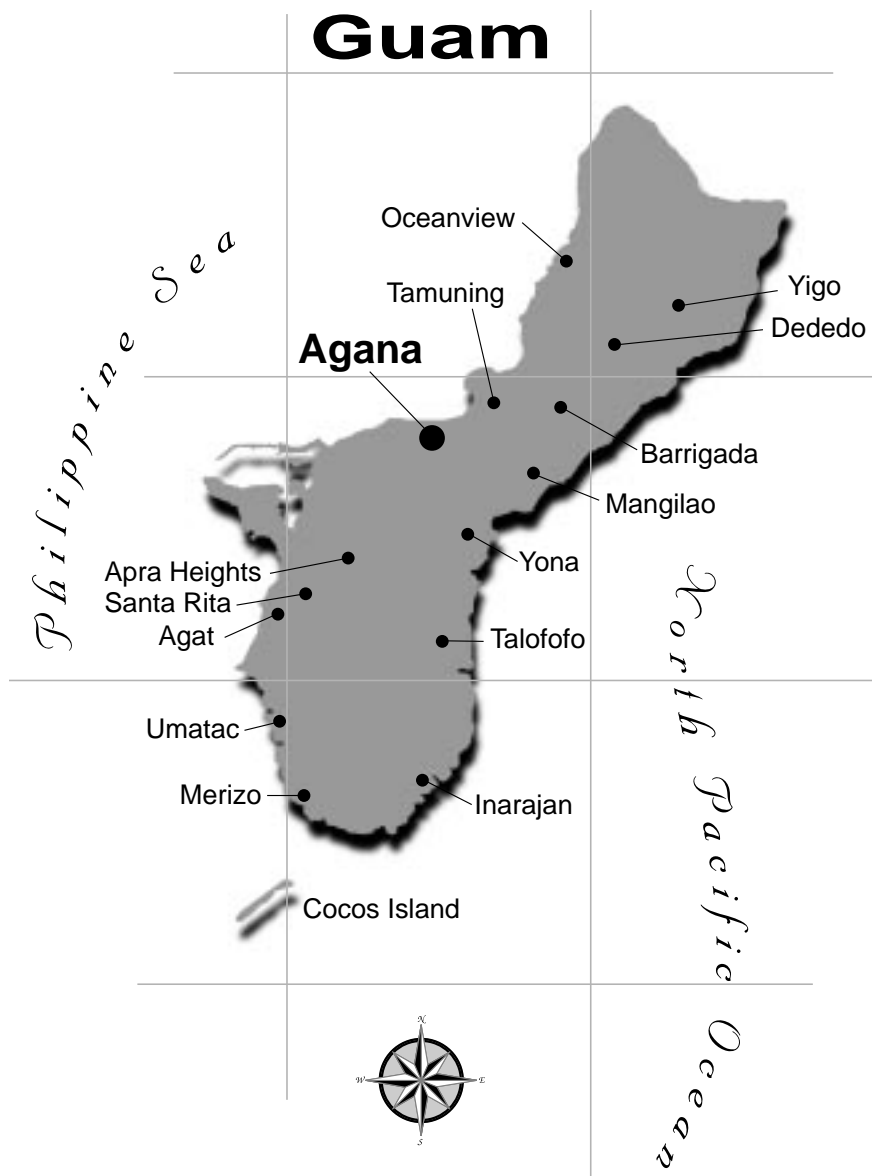 Guam
Oceanview
Philippine Sea
Tamuning
Yigo
Dededo
Agana
Barrigada
Mangilao
Yona
Apra Heights
Santa Rita
Agat
Talofofo
North Pacific Ocean
Umatac
Merizo
Inarajan
Cocos Island
N
W
E
S